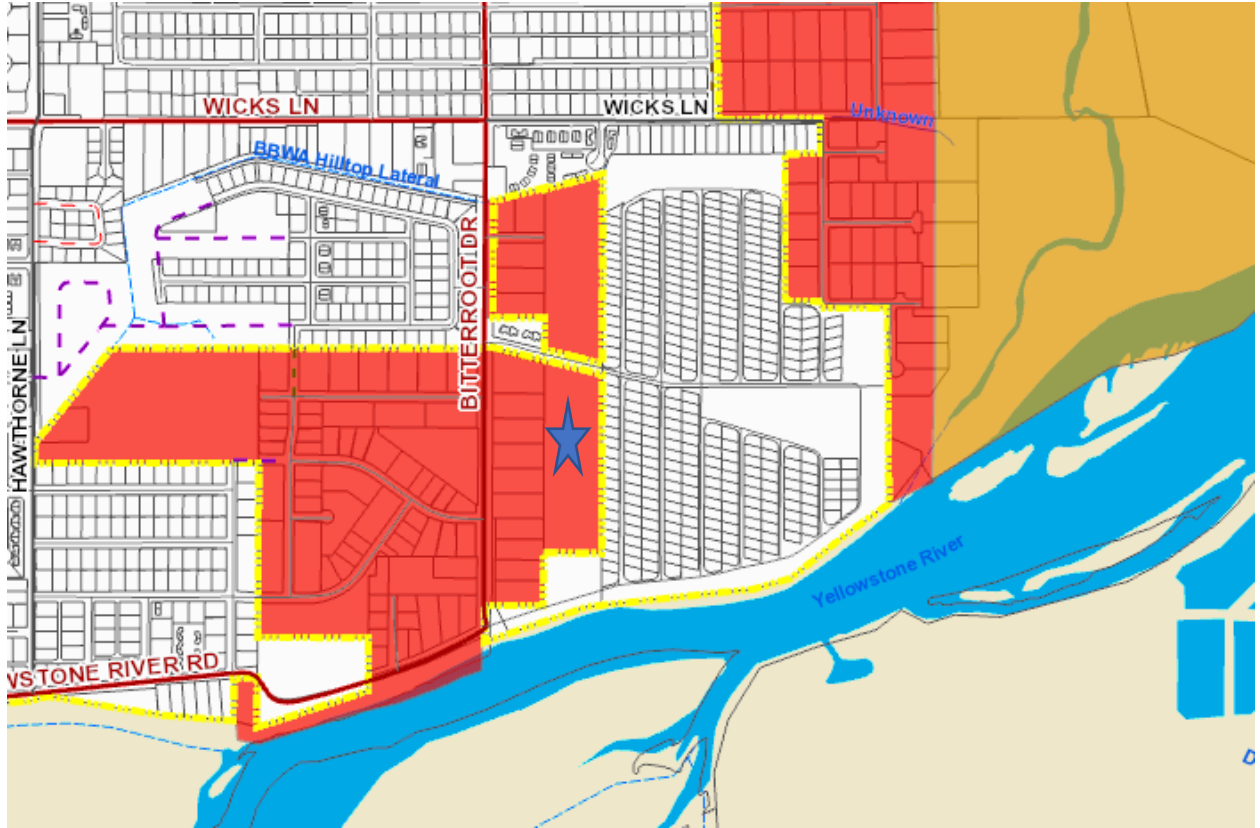 WICKS LN
WICKS LN
Unknown
BBWA Hilltop Lateral
BITTERROOT DR
HAWTHORNE LN
Yellowstone River
WSTONE RIVER RD
D